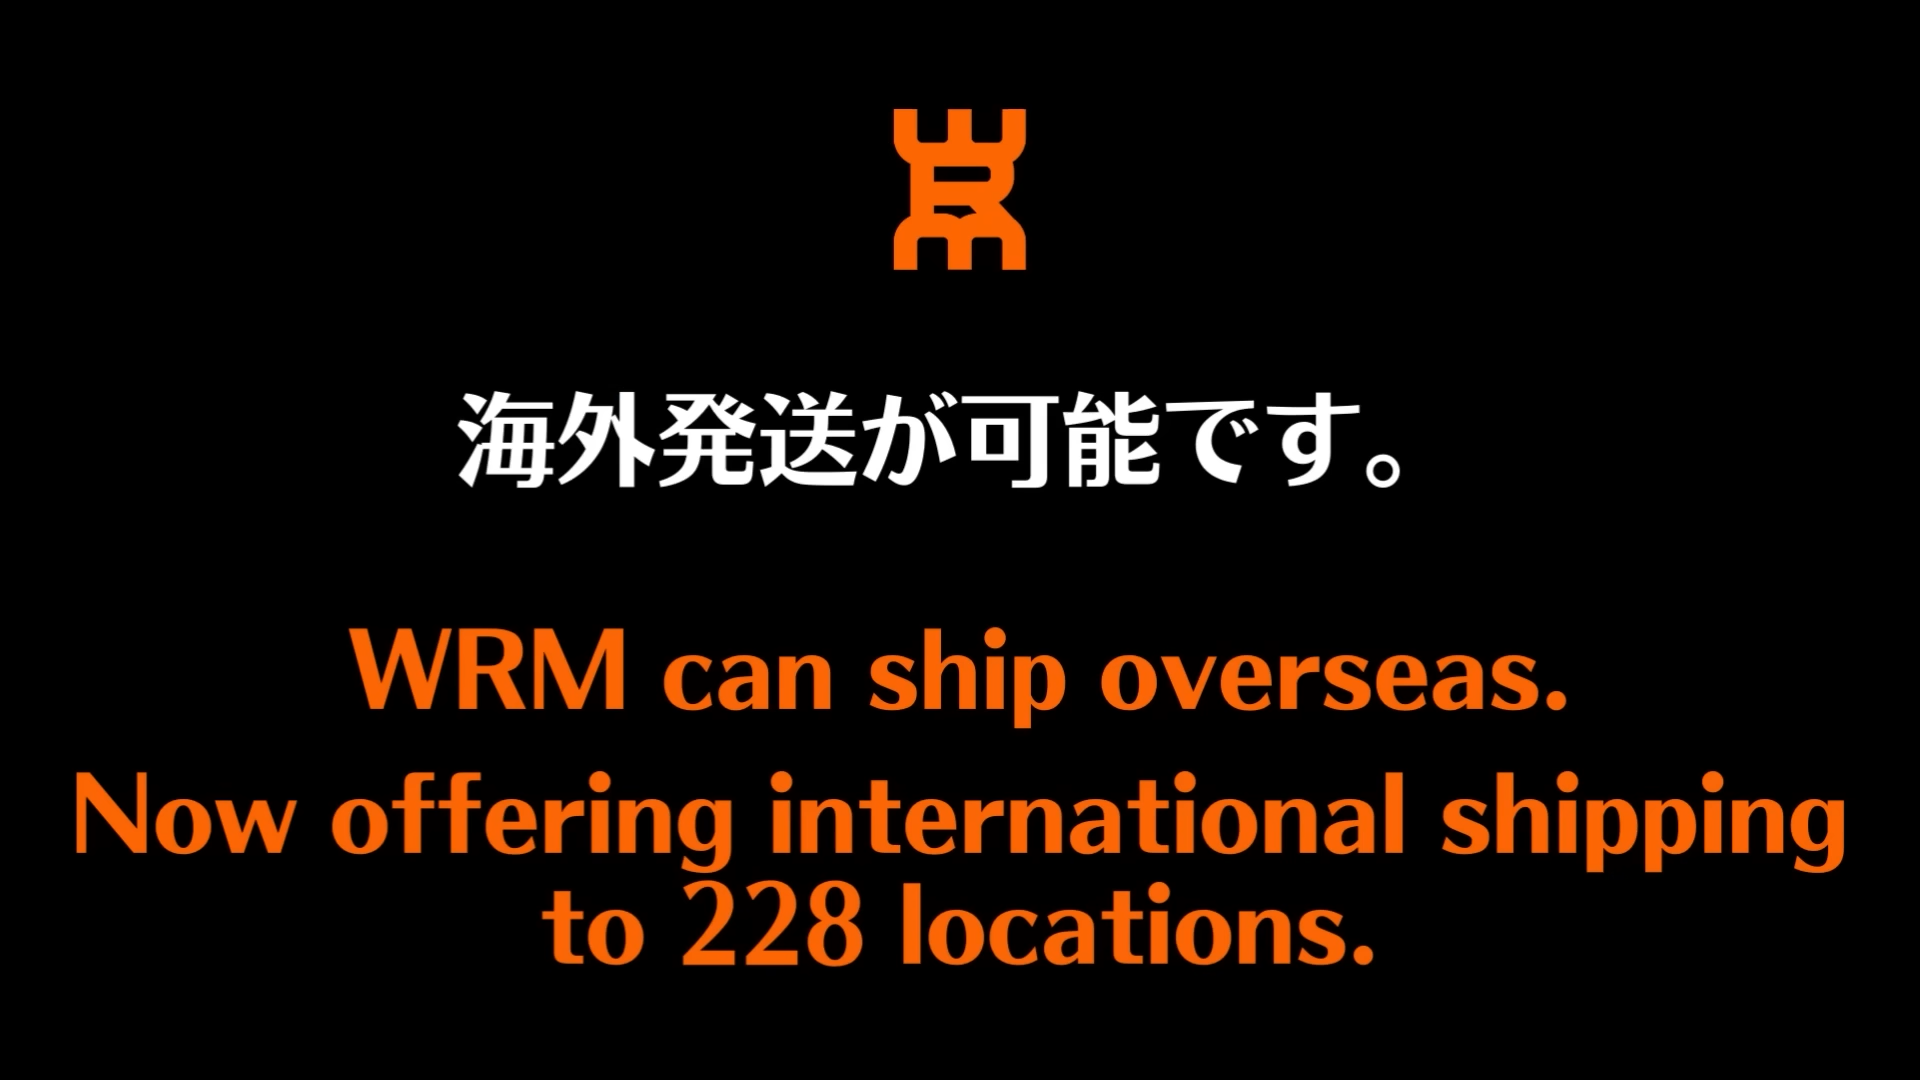 海外発送が可能です。
WRM can ship overseas.
Now offering international shipping
to 228 locations.